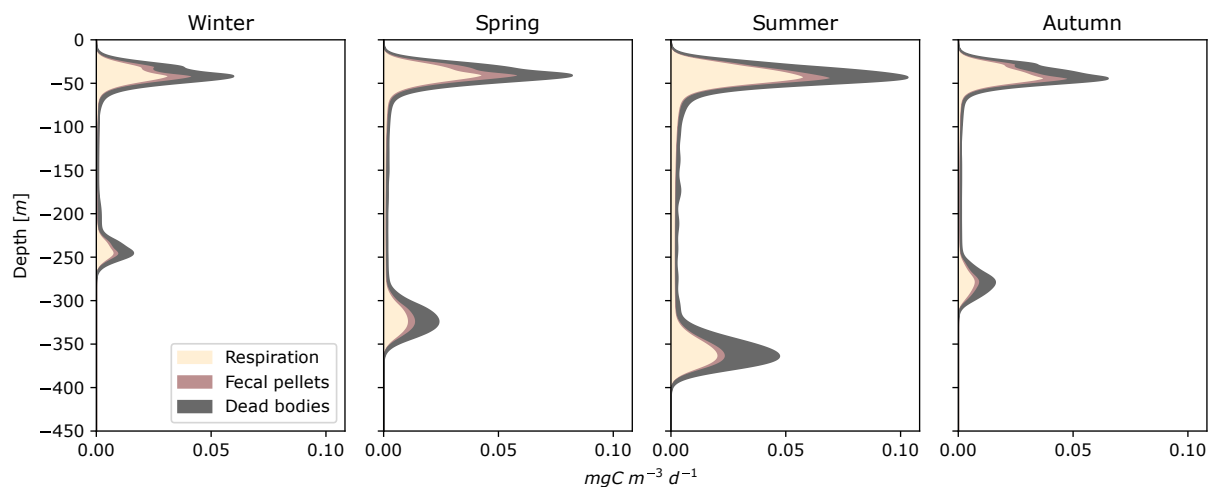 Winter
Spring
Summer
Autumn
0
−50
−100
−150
−200
−250
−300
−350
−400
−450
Depth [m]
Respiration
Fecal pellets
Dead bodies
0.00 0.05 0.10
0.00 0.05 0.10
0.00 0.05 0.10
0.00 0.05 0.10
mgC m⁻³ d⁻¹